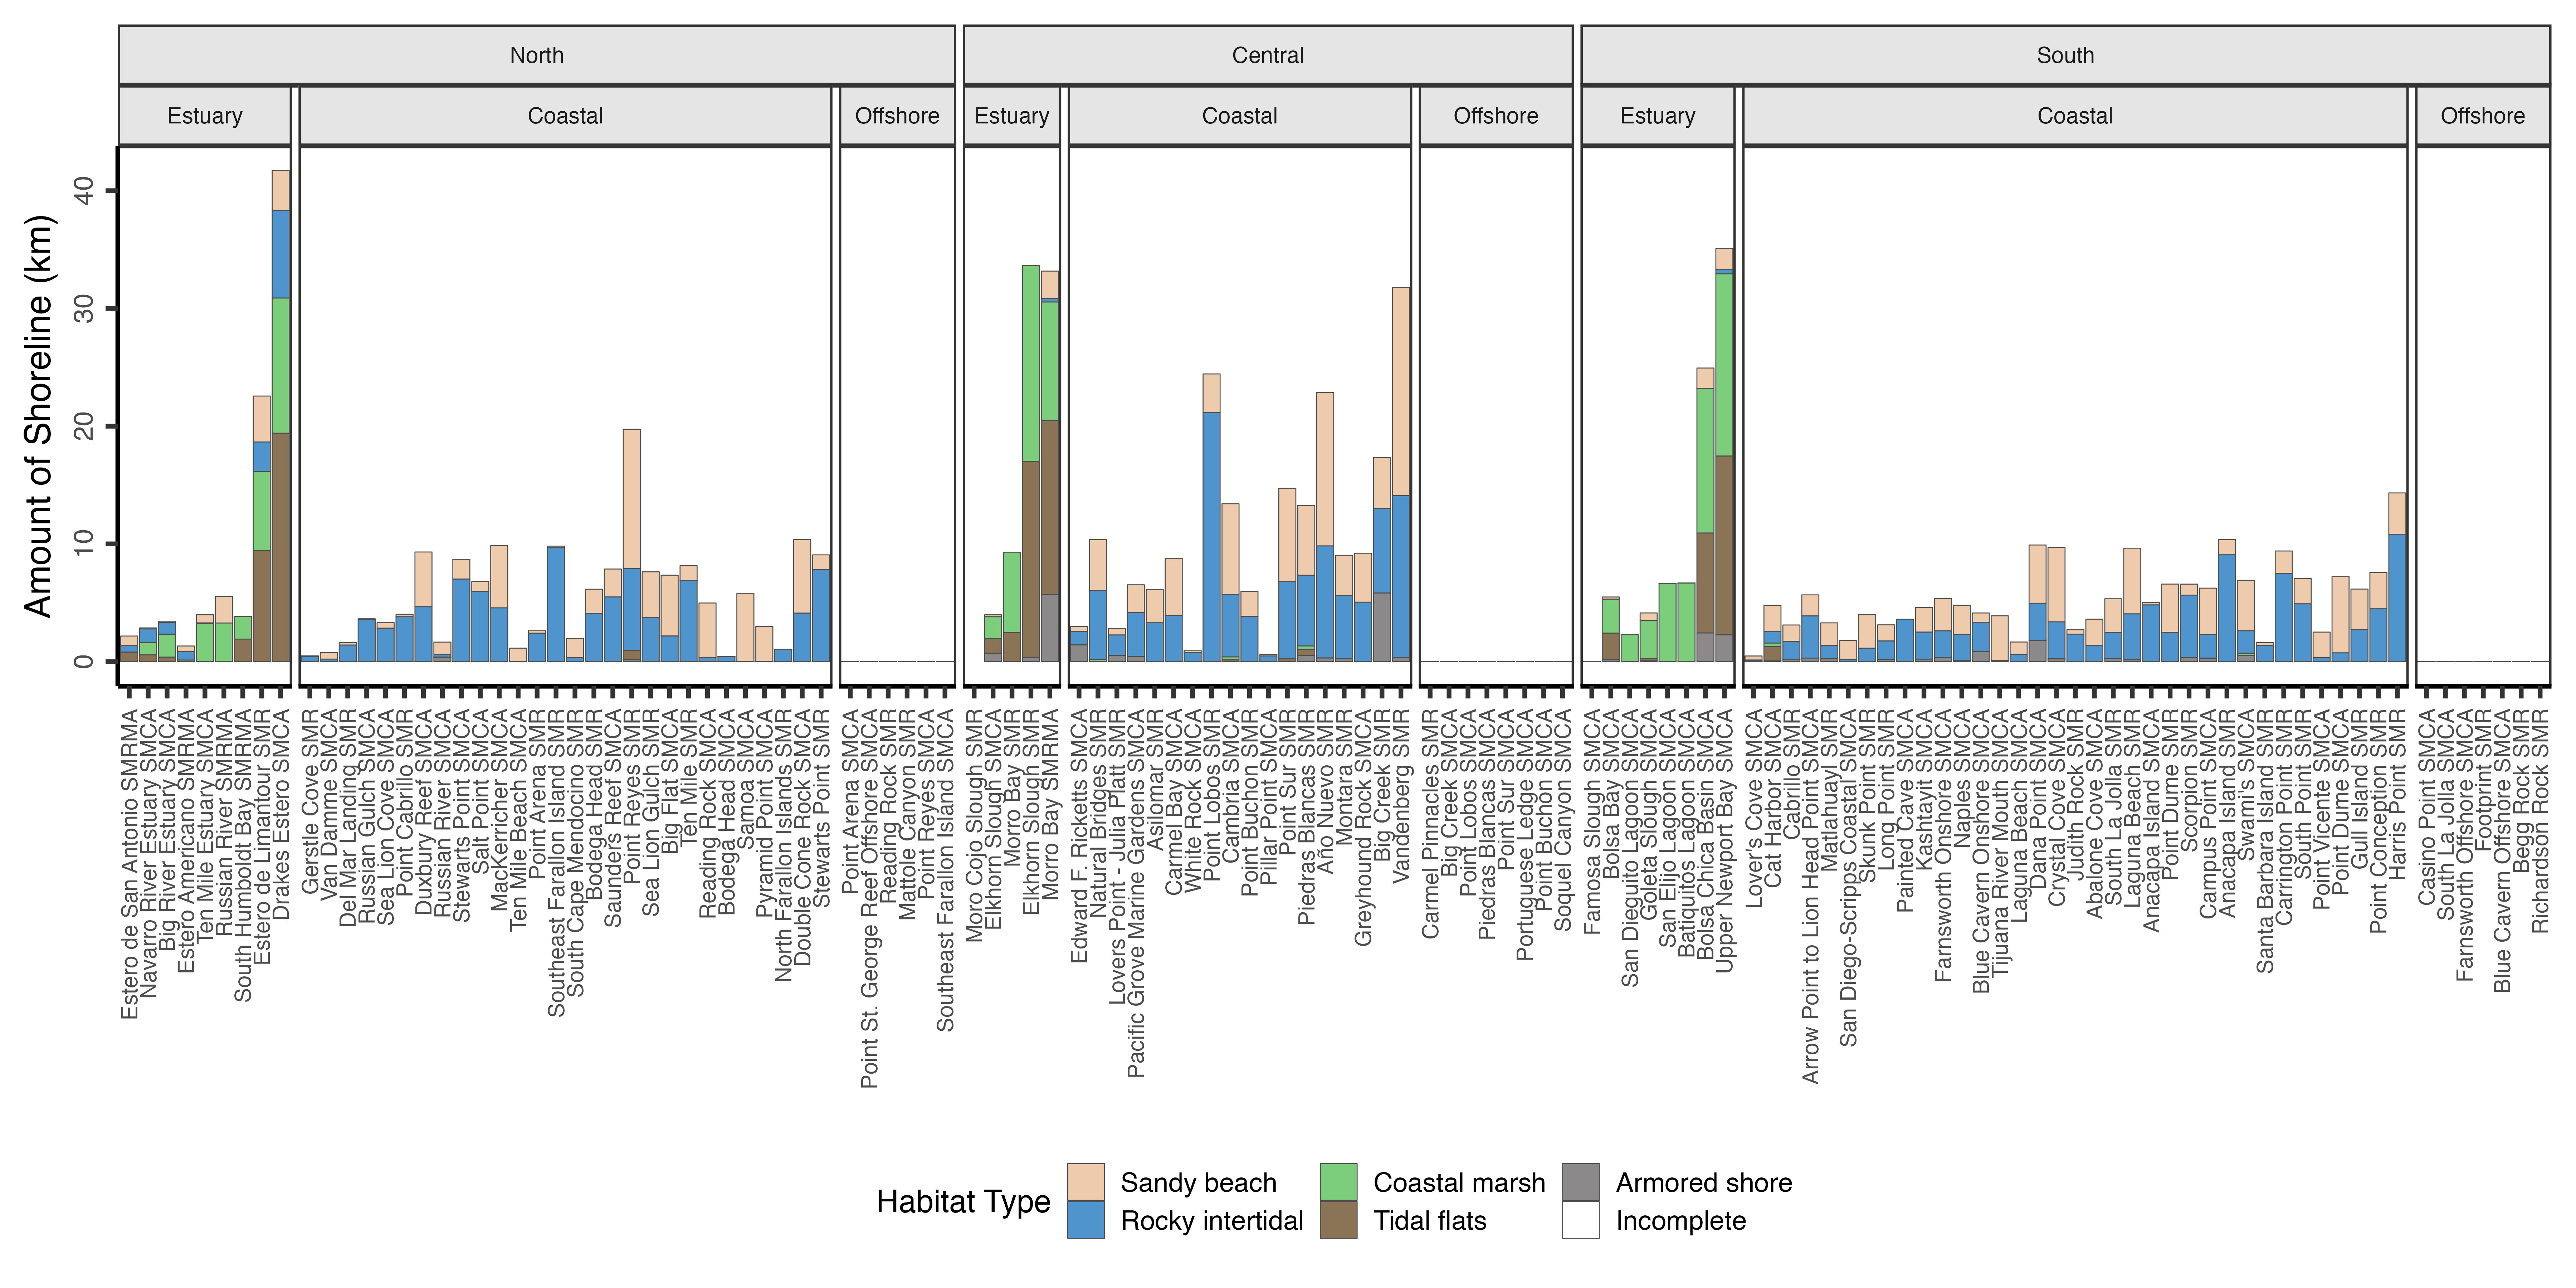 North
Central
South
Estuary
Coastal
Offshore
Estuary
Coastal
Offshore
Estuary
Coastal
Offshore
Amount of Shoreline (km)
40
30
20
10
0
Estero de San Antonio SMRMA
Navarro River Estuary SMCA
Big River Estuary SMCA
Estero Americano SMRMA
Ten Mile Estuary SMCA
Russian River SMRMA
South Humboldt Bay SMRMA
Estero de Limantour SMR
Drakes Estero SMCA
Gerstle Cove SMR
Van Damme SMCA
Del Mar Landing SMR
Russian Gulch SMCA
Sea Lion Cove SMCA
Point Cabrillo SMR
Duxbury Reef SMCA
Russian River SMCA
Stewarts Point SMCA
Salt Point SMCA
MacKerricher SMCA
Ten Mile Beach SMCA
Point Arena SMR
Southeast Farallon Island SMR
South Cape Mendocino SMR
Bodega Head SMR
Saunders Reef SMCA
Point Reyes SMR
Sea Lion Gulch SMR
Big Flat SMCA
Ten Mile SMR
Reading Rock SMCA
Bodega Head SMCA
Samoa SMCA
Pyramid Point SMCA
North Farallon Islands SMR
Double Cone Rock SMCA
Stewarts Point SMR
Point Arena SMCA
Point St. George Reef Offshore SMCA
Reading Rock SMR
Mattole Canyon SMR
Point Reyes SMCA
Southeast Farallon Island SMCA
Moro Cojo Slough SMR
Elkhorn Slough SMCA
Morro Bay SMR
Elkhorn Slough SMR
Morro Bay SMRMA
Edward F. Ricketts SMCA
Natural Bridges SMR
Lovers Point - Julia Platt SMR
Pacific Grove Marine Gardens SMCA
Asilomar SMR
Carmel Bay SMCA
White Rock SMCA
Point Lobos SMR
Cambria SMCA
Point Buchon SMR
Pillar Point SMCA
Point Sur SMR
Piedras Blancas SMR
Año Nuevo SMR
Montara SMR
Greyhound Rock SMCA
Big Creek SMR
Vandenberg SMR
Carmel Pinnacles SMR
Big Creek SMCA
Point Lobos SMCA
Piedras Blancas SMCA
Point Sur SMCA
Portuguese Ledge SMCA
Point Buchon SMCA
Soquel Canyon SMCA
Famosa Slough SMCA
Bolsa Bay SMCA
San Dieguito Lagoon SMCA
Goleta Slough SMCA
San Elijo Lagoon SMCA
Batiquitos Lagoon SMCA
Bolsa Chica Basin SMCA
Upper Newport Bay SMCA
Lover's Cove SMCA
Cat Harbor SMCA
Cabrillo SMR
Arrow Point to Lion Head Point SMCA
Matlahuayl SMR
San Diego-Scripps Coastal SMCA
Skunk Point SMR
Long Point SMR
Painted Cave SMCA
Kashtayit SMCA
Farnsworth Onshore SMCA
Naples SMCA
Blue Cavern Onshore SMCA
Tijuana River Mouth SMCA
Laguna Beach SMCA
Dana Point SMCA
Crystal Cove SMCA
Judith Rock SMR
Abalone Cove SMCA
South La Jolla SMR
Laguna Beach SMR
Anacapa Island SMCA
Point Dume SMR
Scorpion SMR
Campus Point SMCA
Anacapa Island SMR
Swami's SMCA
Santa Barbara Island SMR
Carrington Point SMR
South Point SMR
Point Vicente SMCA
Point Dume SMCA
Gull Island SMR
Point Conception SMR
Harris Point SMR
Casino Point SMCA
South La Jolla SMCA
Farnsworth Offshore SMCA
Footprint SMR
Blue Cavern Offshore SMCA
Begg Rock SMR
Richardson Rock SMR
Habitat Type
Sandy beach
Rocky intertidal
Coastal marsh
Tidal flats
Armored shore
Incomplete